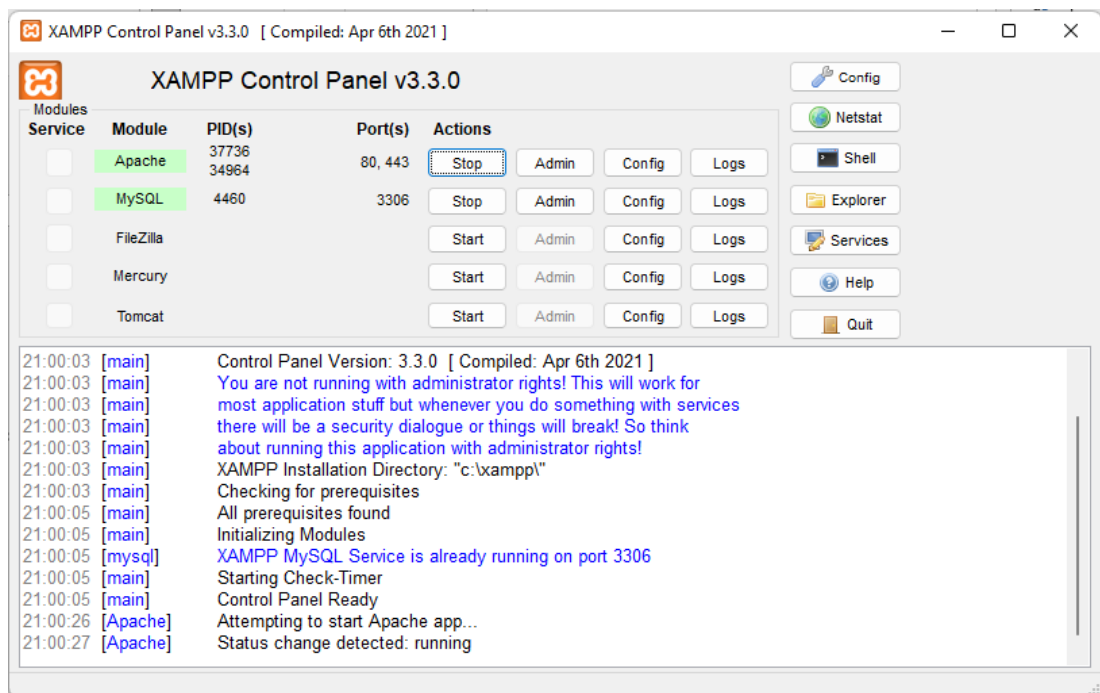 XAMPP Control Panel v3.3.0 [ Compiled: Apr 6th 2021 ]
XAMPP Control Panel v3.3.0
Config
Netstat
Shell
Explorer
Services
Help
Quit
Modules
Service Module PID(s) Port(s) Actions
Apache 37736 34964 80, 443 Stop Admin Config Logs
MySQL 4460 3306 Stop Admin Config Logs
FileZilla Start Admin Config Logs
Mercury Start Admin Config Logs
Tomcat Start Admin Config Logs
21:00:03 [main] Control Panel Version: 3.3.0 [ Compiled: Apr 6th 2021 ]
21:00:03 [main] You are not running with administrator rights! This will work for
21:00:03 [main] most application stuff but whenever you do something with services
21:00:03 [main] there will be a security dialogue or things will break! So think
21:00:03 [main] about running this application with administrator rights!
21:00:03 [main] XAMPP Installation Directory: "c:\xampp\"
21:00:03 [main] Checking for prerequisites
21:00:05 [main] All prerequisites found
21:00:05 [main] Initializing Modules
21:00:05 [mysql] XAMPP MySQL Service is already running on port 3306
21:00:05 [main] Starting Check-Timer
21:00:05 [main] Control Panel Ready
21:00:26 [Apache] Attempting to start Apache app...
21:00:27 [Apache] Status change detected: running